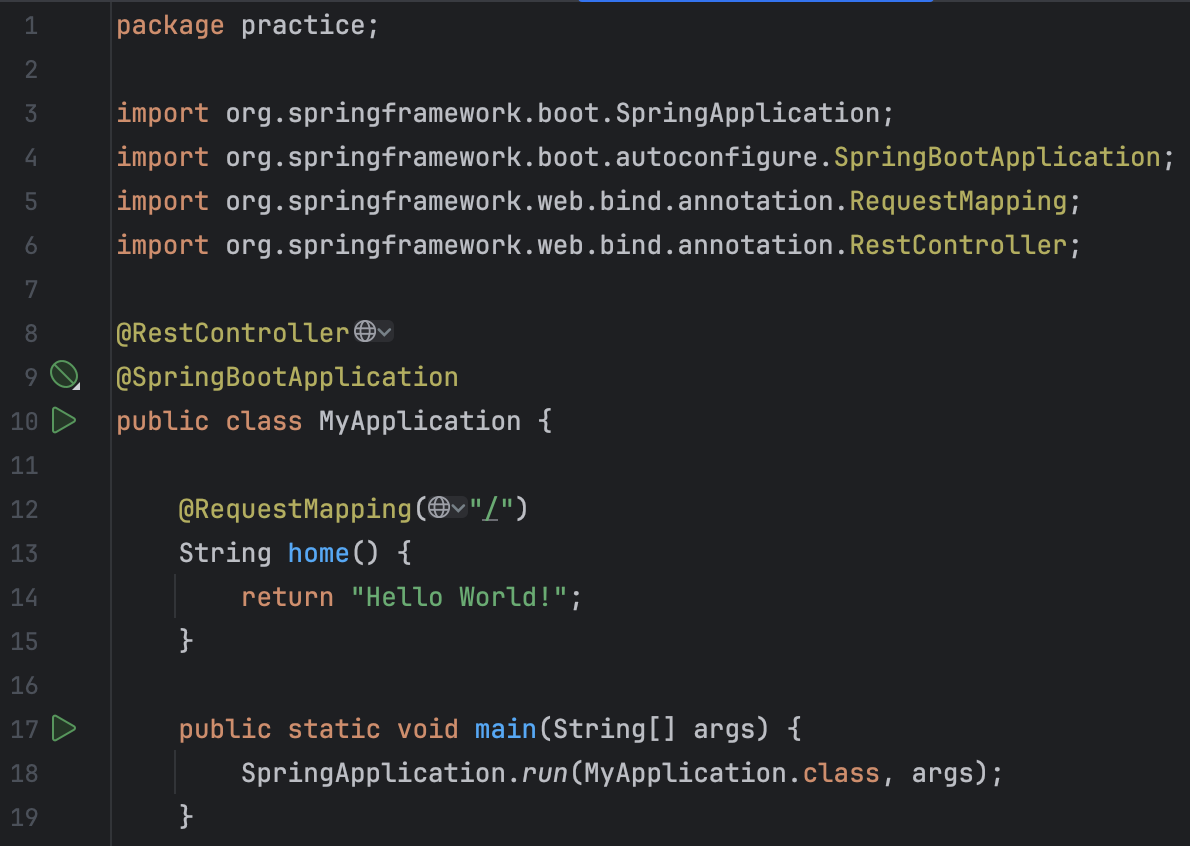 1 package practice;
2
3 import org.springframework.boot.SpringApplication;
4 import org.springframework.boot.autoconfigure.SpringBootApplication;
5 import org.springframework.web.bind.annotation.RequestMapping;
6 import org.springframework.web.bind.annotation.RestController;
7
8 @RestController
9 @SpringBootApplication
10 public class MyApplication {
11
12     @RequestMapping("/")
13     String home() {
14         return "Hello World!";
15     }
16
17     public static void main(String[] args) {
18         SpringApplication.run(MyApplication.class, args);
19     }